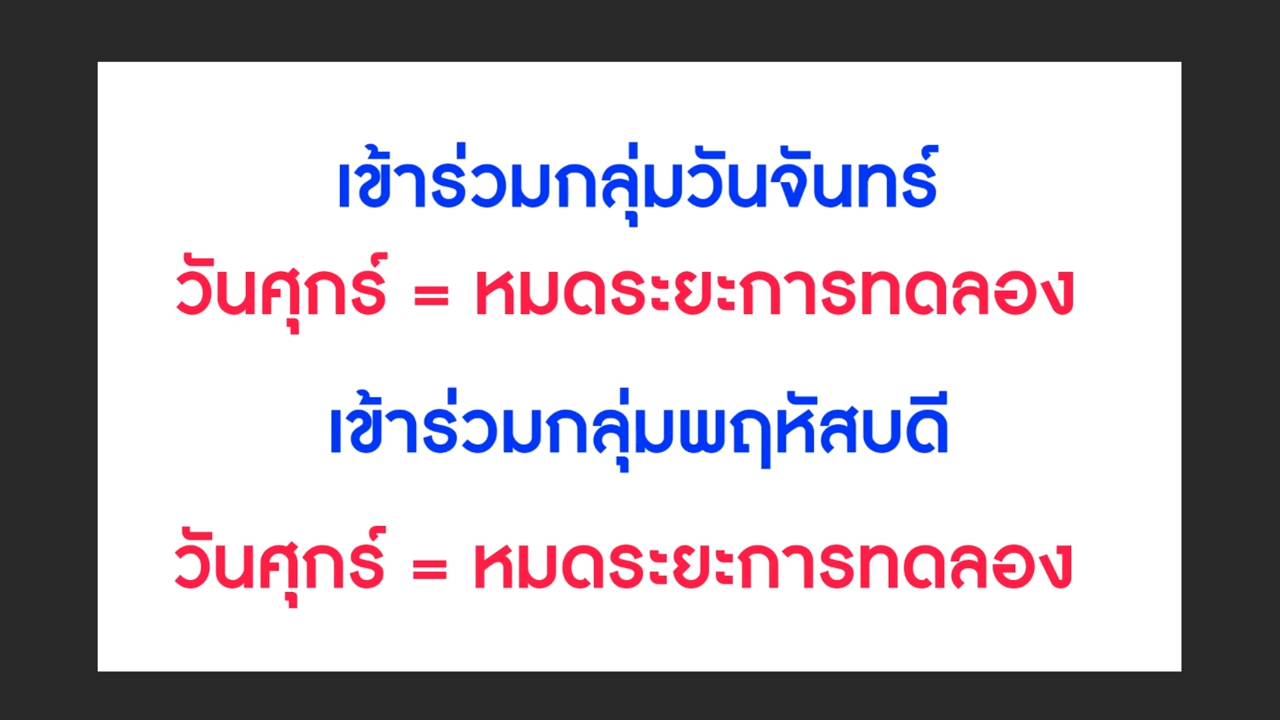 เข้าร่วมกลุ่มวันจันทร์
วันศุกร์ = หมดระยะการทดลอง
เข้าร่วมกลุ่มพฤหัสบดี
วันศุกร์ = หมดระยะการทดลอง